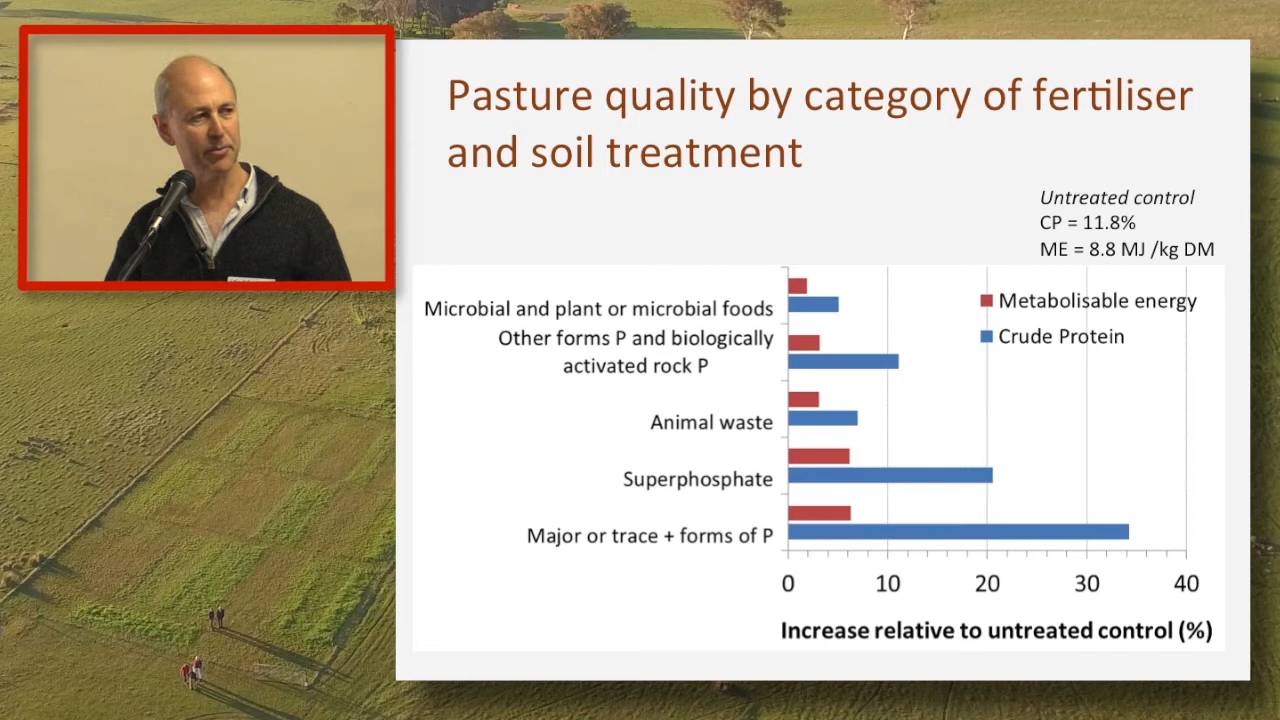 Pasture quality by category of fertiliser
and soil treatment
Untreated control
CP = 11.8%
ME = 8.8 MJ /kg DM
Metabolisable energy
Crude Protein
Microbial and plant or microbial foods
Other forms P and biologically
activated rock P
Animal waste
Superphosphate
Major or trace + forms of P
0 10 20 30 40
Increase relative to untreated control (%)